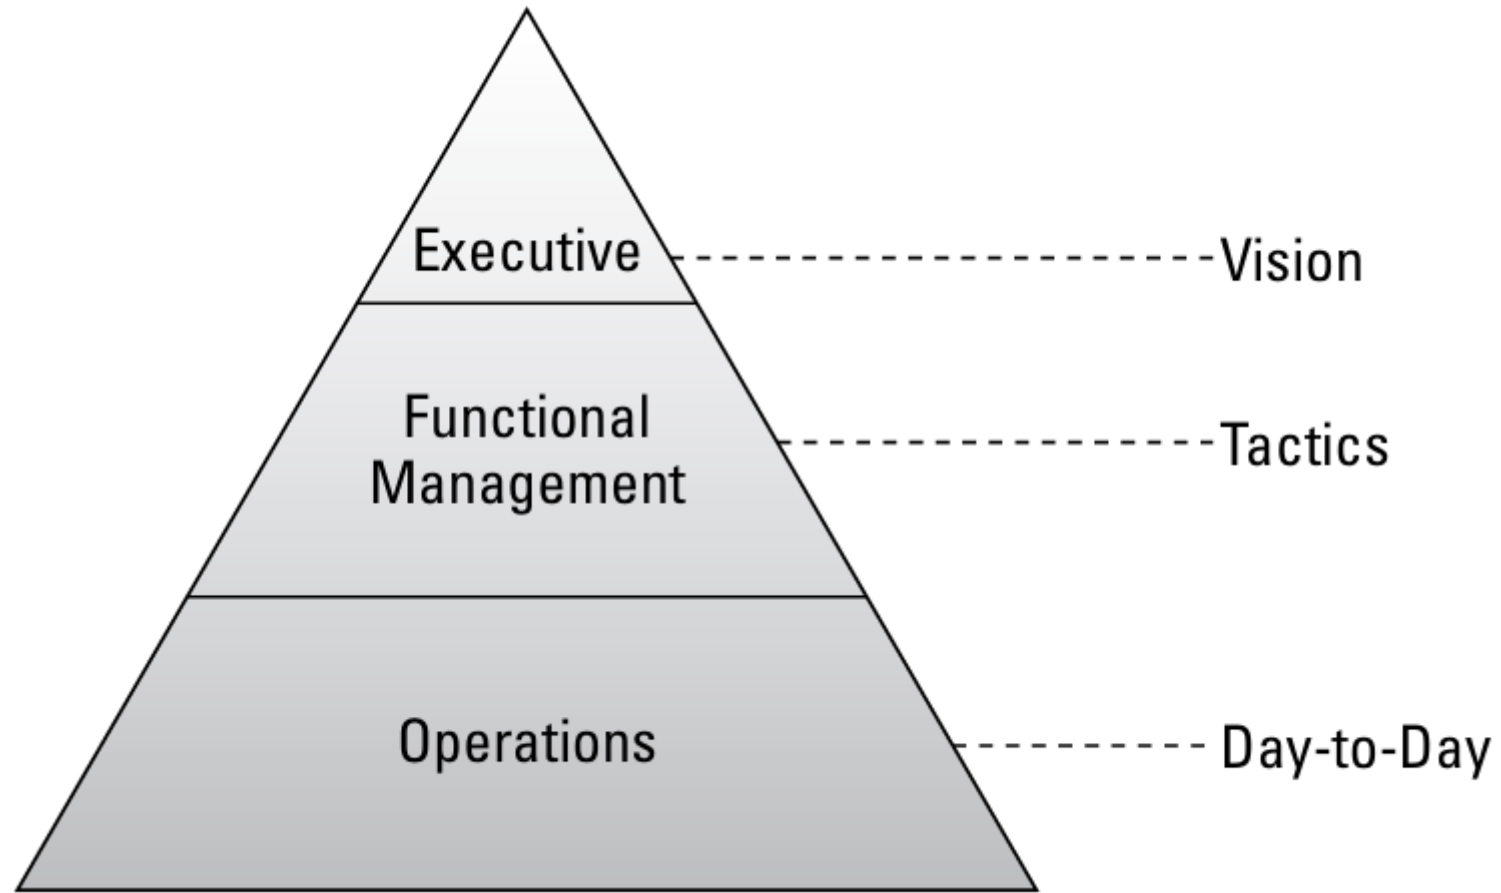 Executive
Vision
Functional
Management
Tactics
Operations
Day-to-Day